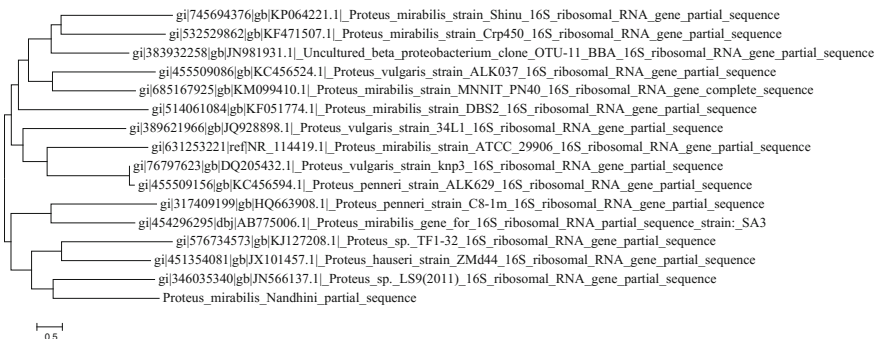 gi|745694376|gb|KP064221.1|_Proteus_mirabilis_strain_Shinu_16S_ribosomal_RNA_gene_partial_sequence
gi|532529862|gb|KF471507.1|_Proteus_mirabilis_strain_Crp450_16S_ribosomal_RNA_gene_partial_sequence
gi|383932258|gb|JN981931.1|_Uncultured_beta_proteobacterium_clone_OTU-11_BBA_16S_ribosomal_RNA_gene_partial_sequence
gi|455509086|gb|KC456524.1|_Proteus_vulgaris_strain_ALK037_16S_ribosomal_RNA_gene_partial_sequence
gi|685167925|gb|KM099410.1|_Proteus_mirabilis_strain_MNNIT_PN40_16S_ribosomal_RNA_gene_complete_sequence
gi|514061084|gb|KF051774.1|_Proteus_mirabilis_strain_DBS2_16S_ribosomal_RNA_gene_partial_sequence
gi|389621966|gb|JQ928898.1|_Proteus_vulgaris_strain_34L1_16S_ribosomal_RNA_gene_partial_sequence
gi|631253221|ref|NR_114419.1|_Proteus_mirabilis_strain_ATCC_29906_16S_ribosomal_RNA_gene_partial_sequence
gi|76797623|gb|DQ205432.1|_Proteus_vulgaris_strain_knp3_16S_ribosomal_RNA_gene_partial_sequence
gi|455509156|gb|KC456594.1|_Proteus_penneri_strain_ALK629_16S_ribosomal_RNA_gene_partial_sequence
gi|317409199|gb|HQ663908.1|_Proteus_penneri_strain_C8-1m_16S_ribosomal_RNA_gene_partial_sequence
gi|454296295|dbj|AB775006.1|_Proteus_mirabilis_gene_for_16S_ribosomal_RNA_partial_sequence_strain:_SA3
gi|576734573|gb|KJ127208.1|_Proteus_sp._TF1-32_16S_ribosomal_RNA_gene_partial_sequence
gi|451354081|gb|JX101457.1|_Proteus_hauseri_strain_ZMd44_16S_ribosomal_RNA_gene_partial_sequence
gi|346035340|gb|JN566137.1|_Proteus_sp._LS9(2011)_16S_ribosomal_RNA_gene_partial_sequence
Proteus_mirabilis_Nandhini_partial_sequence
0.5